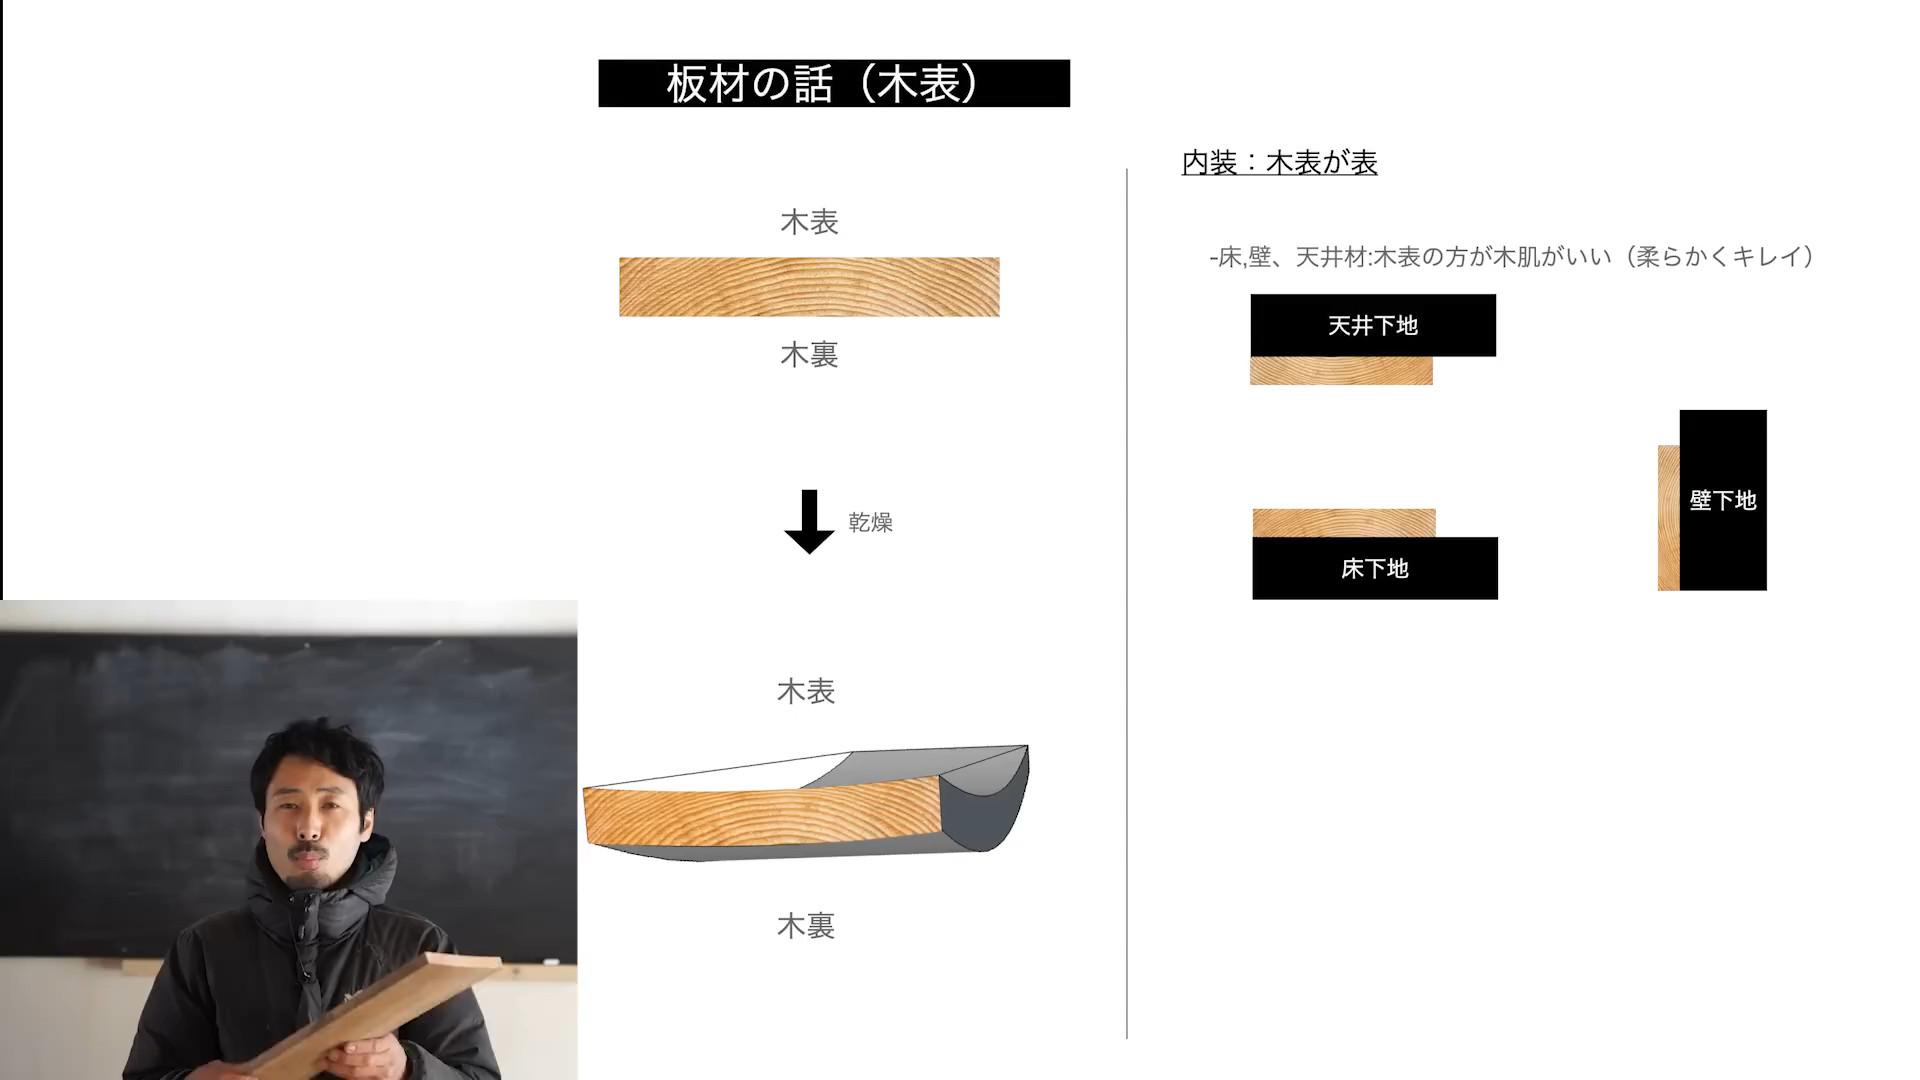 板材の話（木表）
木表
木裏
乾燥
木表
木裏
内装：木表が表
-床,壁、天井材:木表の方が木肌がいい（柔らかくキレイ）
天井下地
壁下地
床下地